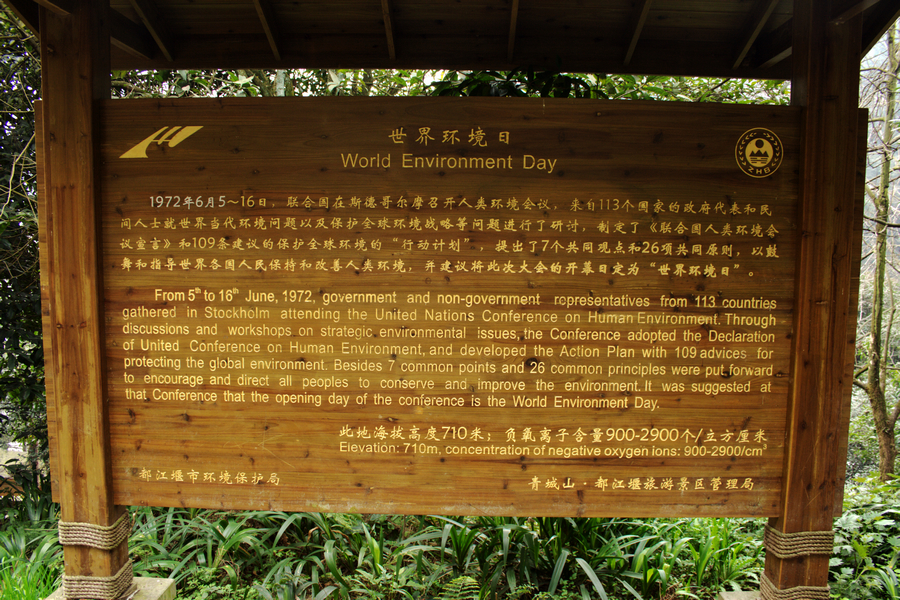 世界环境日
World Environment Day
ZHB
1972年6月5～16日，联合国在斯德哥尔摩召开人类环境会议，来自113个国家的政府代表和民
间人士就世界当代环境问题以及保护全球环境战略等问题进行了研讨，制定了《联合国人类环境会
议宣言》和109条建议的保护全球环境的“行动计划”，提出了7个共同观点和26项共同原则，以鼓
舞和指导世界各国人民保持和改善人类环境，并建议将此次大会的开幕日定为“世界环境日”。
From 5th to 16th June, 1972, government and non-government representatives from 113 countries
gathered in Stockholm attending the United Nations Conference on Human Environment. Through
discussions and workshops on strategic environmental issues, the Conference adopted the Declaration
of United Conference on Human Environment, and developed the Action Plan with 109 advices for
protecting the global environment. Besides 7 common points and 26 common principles were put forward
to encourage and direct all peoples to conserve and improve the environment. It was suggested at
that Conference that the opening day of the conference is the World Environment Day.
此地海拔高度710米；负氧离子含量900-2900个/立方厘米
Elevation: 710m, concentration of negative oxygen ions: 900-2900/cm³
都江堰市环境保护局
青城山·都江堰旅游景区管理局